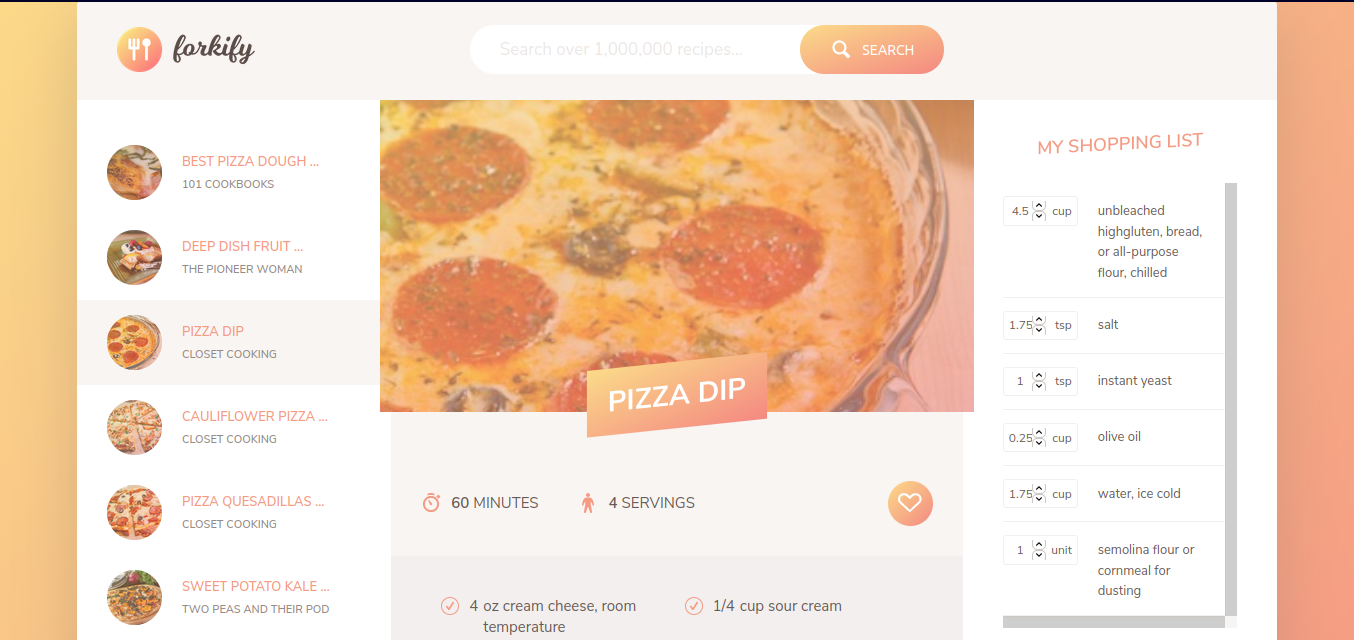 forkify
Search over 1,000,000 recipes...
SEARCH
BEST PIZZA DOUGH ...
101 COOKBOOKS
DEEP DISH FRUIT ...
THE PIONEER WOMAN
PIZZA DIP
CLOSET COOKING
CAULIFLOWER PIZZA ...
CLOSET COOKING
PIZZA QUESADILLAS ...
CLOSET COOKING
SWEET POTATO KALE ...
TWO PEAS AND THEIR POD
PIZZA DIP
60 MINUTES
4 SERVINGS
4 oz cream cheese, room
temperature
1/4 cup sour cream
MY SHOPPING LIST
4.5 cup unbleached
highgluten, bread,
or all-purpose
flour, chilled
1.75 tsp salt
1 tsp instant yeast
0.25 cup olive oil
1.75 cup water, ice cold
1 unit semolina flour or
cornmeal for
dusting